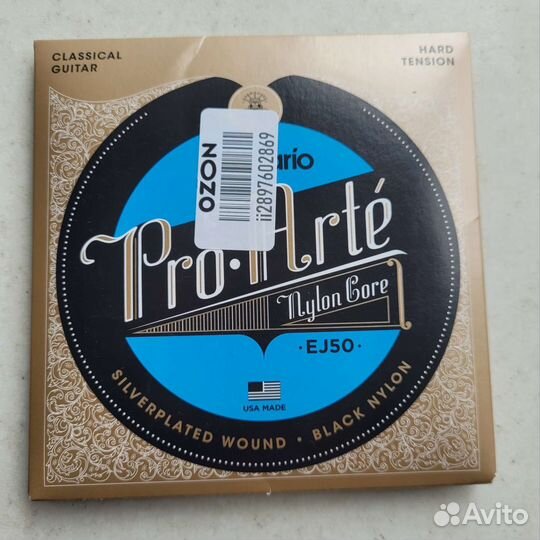 CLASSICAL
GUITAR
HARD
TENSION
OZON
ii2897602869
ario
Pro·Arté
Nylon Core
·EJ50·
USA MADE
SILVERPLATED WOUND · BLACK NYLON
Avito